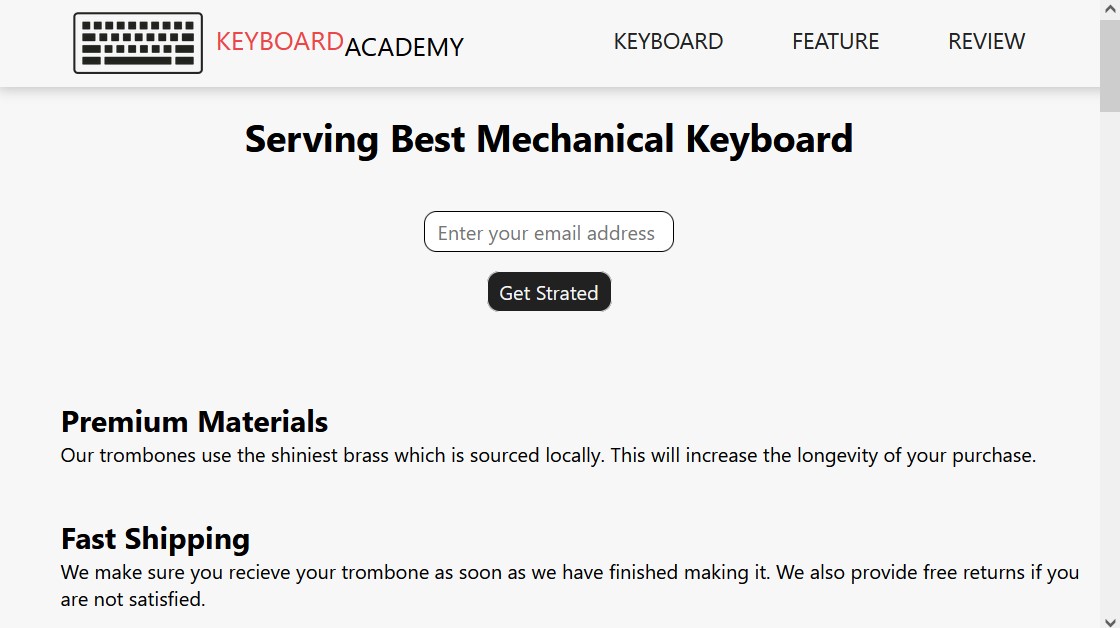 KEYBOARDACADEMY KEYBOARD FEATURE REVIEW
Serving Best Mechanical Keyboard
Enter your email address
Get Strated
Premium Materials
Our trombones use the shiniest brass which is sourced locally. This will increase the longevity of your purchase.
Fast Shipping
We make sure you recieve your trombone as soon as we have finished making it. We also provide free returns if you
are not satisfied.